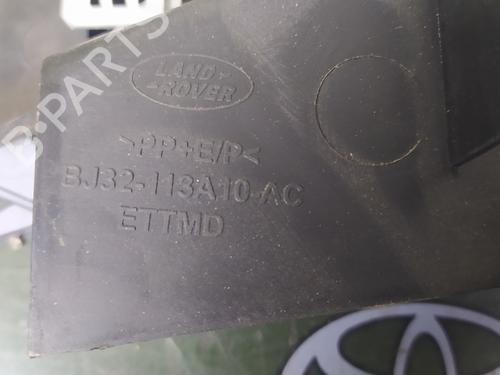 B-PARTS
LAND-
-ROVER
>PP+E/P<
BJ32-113A10-AC
ETTMD